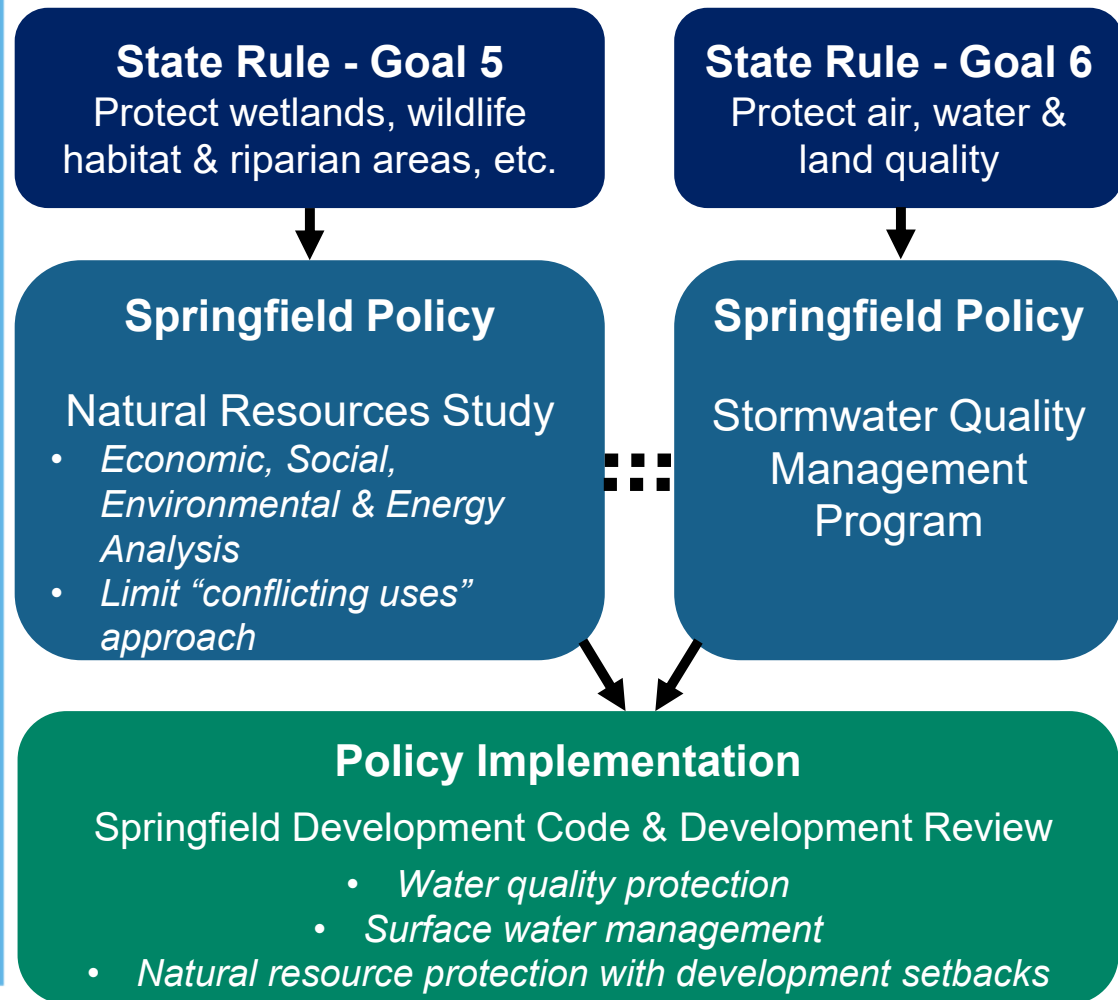 State Rule - Goal 5
Protect wetlands, wildlife
habitat & riparian areas, etc.
State Rule - Goal 6
Protect air, water &
land quality
Springfield Policy
Natural Resources Study
• Economic, Social,
Environmental & Energy
Analysis
• Limit “conflicting uses”
approach
Springfield Policy
Stormwater Quality
Management
Program
Policy Implementation
Springfield Development Code & Development Review
• Water quality protection
• Surface water management
• Natural resource protection with development setbacks